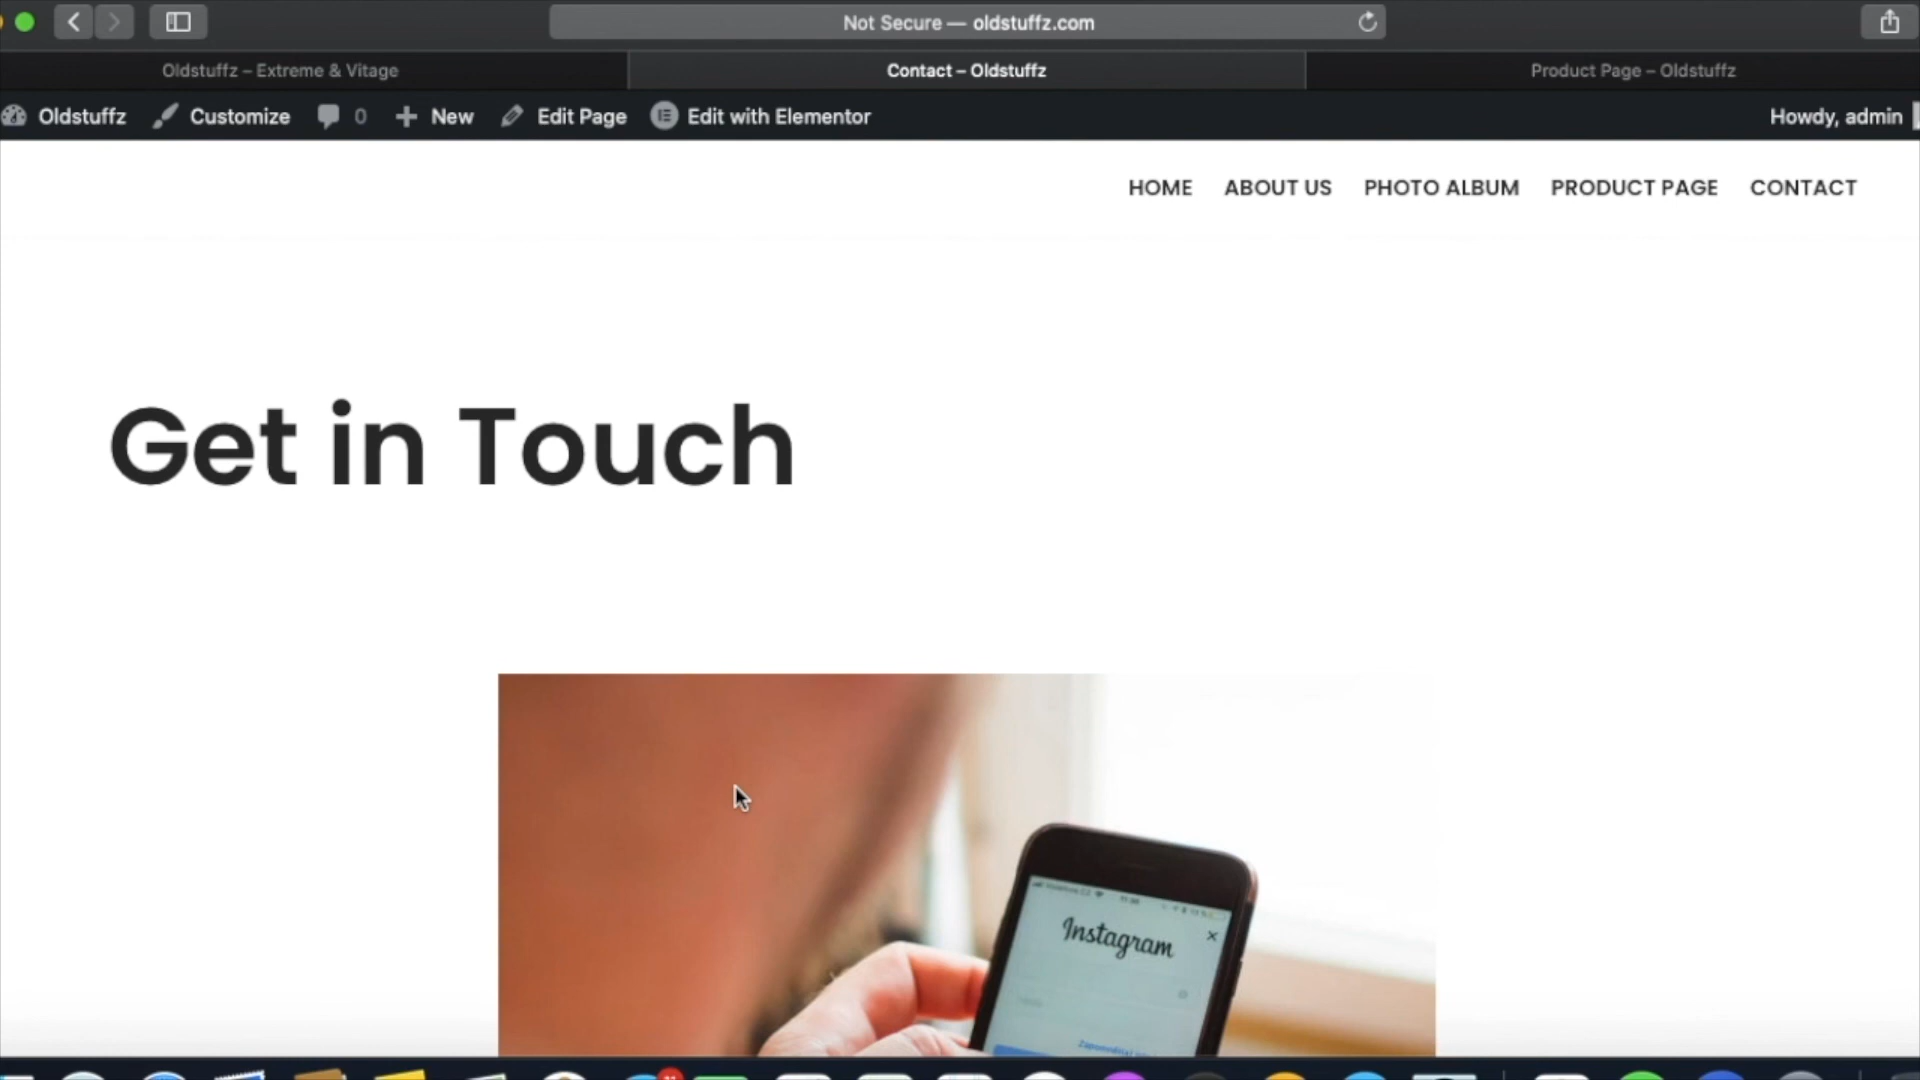 Not Secure — oldstuffz.com
Oldstuffz – Extreme & Vitage
Contact – Oldstuffz
Product Page – Oldstuffz
Oldstuffz Customize 0 New Edit Page Edit with Elementor Howdy, admin
HOME ABOUT US PHOTO ALBUM PRODUCT PAGE CONTACT
Get in Touch
Instagram